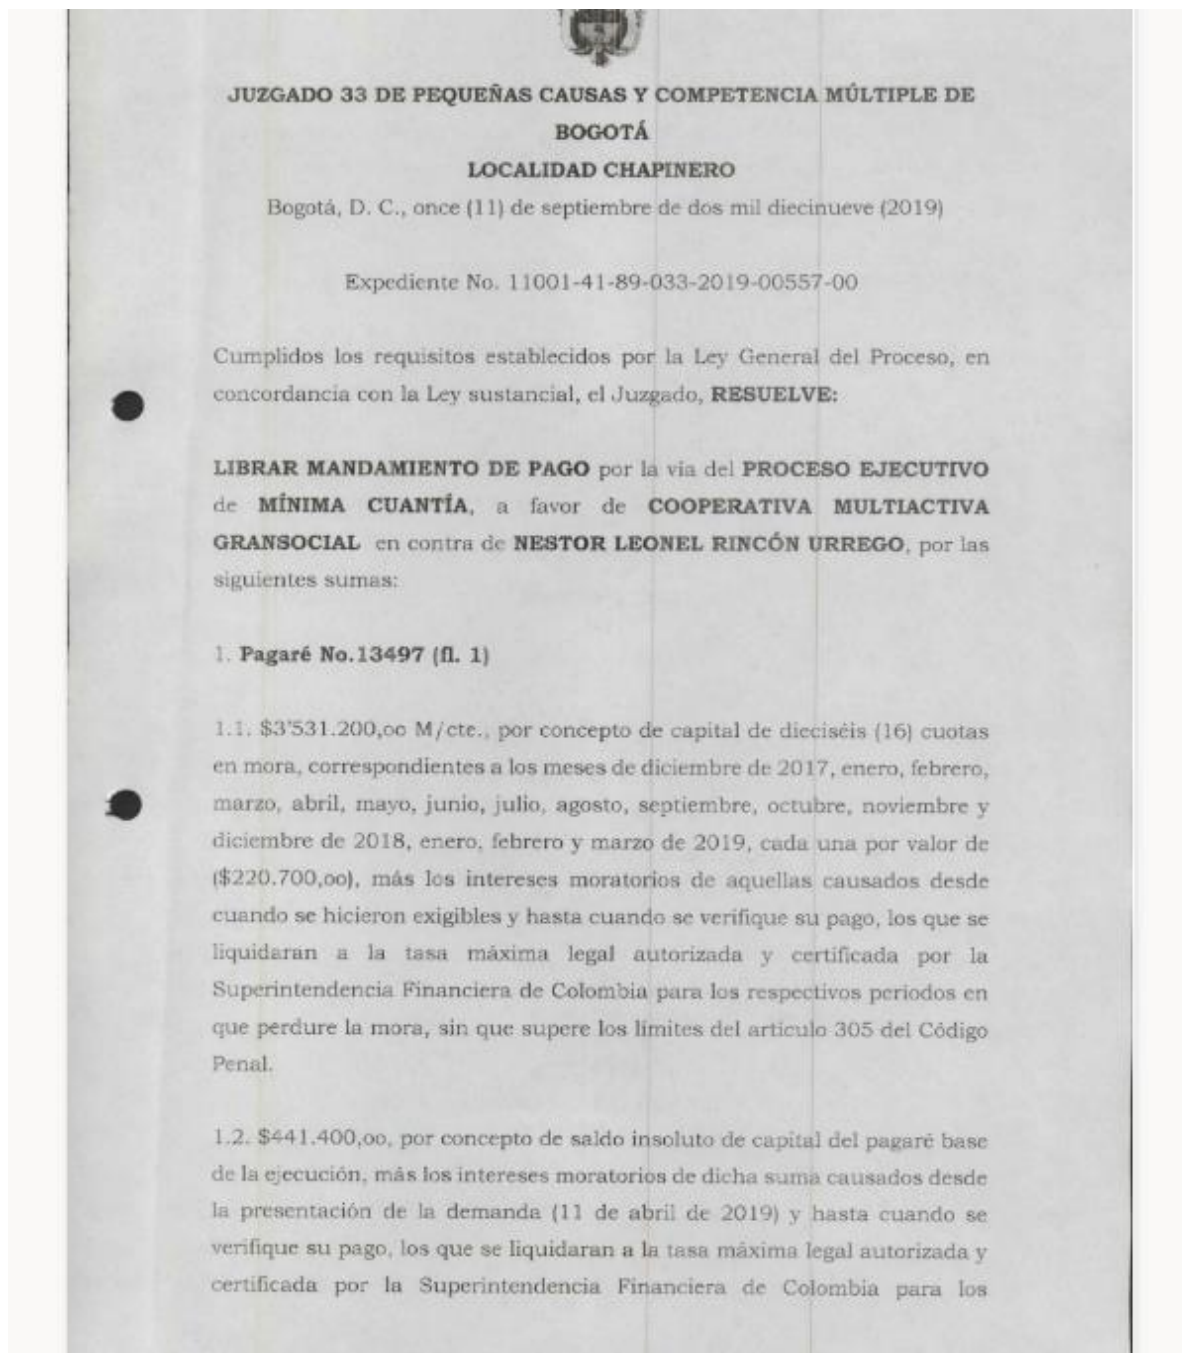 JUZGADO 33 DE PEQUEÑAS CAUSAS Y COMPETENCIA MÚLTIPLE DE
BOGOTÁ
LOCALIDAD CHAPINERO
Bogotá, D. C., once (11) de septiembre de dos mil diecinueve (2019)
Expediente No. 11001-41-89-033-2019-00557-00
Cumplidos los requisitos establecidos por la Ley General del Proceso, en
concordancia con la Ley sustancial, el Juzgado, RESUELVE:
LIBRAR MANDAMIENTO DE PAGO por la via del PROCESO EJECUTIVO
de MÍNIMA CUANTÍA, a favor de COOPERATIVA MULTIACTIVA
GRANSOCIAL en contra de NESTOR LEONEL RINCÓN URREGO, por las
siguientes sumas:
1. Pagaré No.13497 (fl. 1)
1.1. $3'531.200,oo M/cte., por concepto de capital de dieciséis (16) cuotas
en mora, correspondientes a los meses de diciembre de 2017, enero, febrero,
marzo, abril, mayo, junio, julio, agosto, septiembre, octubre, noviembre y
diciembre de 2018, enero, febrero y marzo de 2019, cada una por valor de
($220.700,oo), más los intereses moratorios de aquellas causados desde
cuando se hicieron exigibles y hasta cuando se verifique su pago, los que se
liquidaran a la tasa máxima legal autorizada y certificada por la
Superintendencia Financiera de Colombia para los respectivos periodos en
que perdure la mora, sin que supere los límites del artículo 305 del Código
Penal.
1.2. $441.400,oo, por concepto de saldo insoluto de capital del pagaré base
de la ejecución, más los intereses moratorios de dicha suma causados desde
la presentación de la demanda (11 de abril de 2019) y hasta cuando se
verifique su pago, los que se liquidaran a la tasa máxima legal autorizada y
certificada por la Superintendencia Financiera de Colombia para los